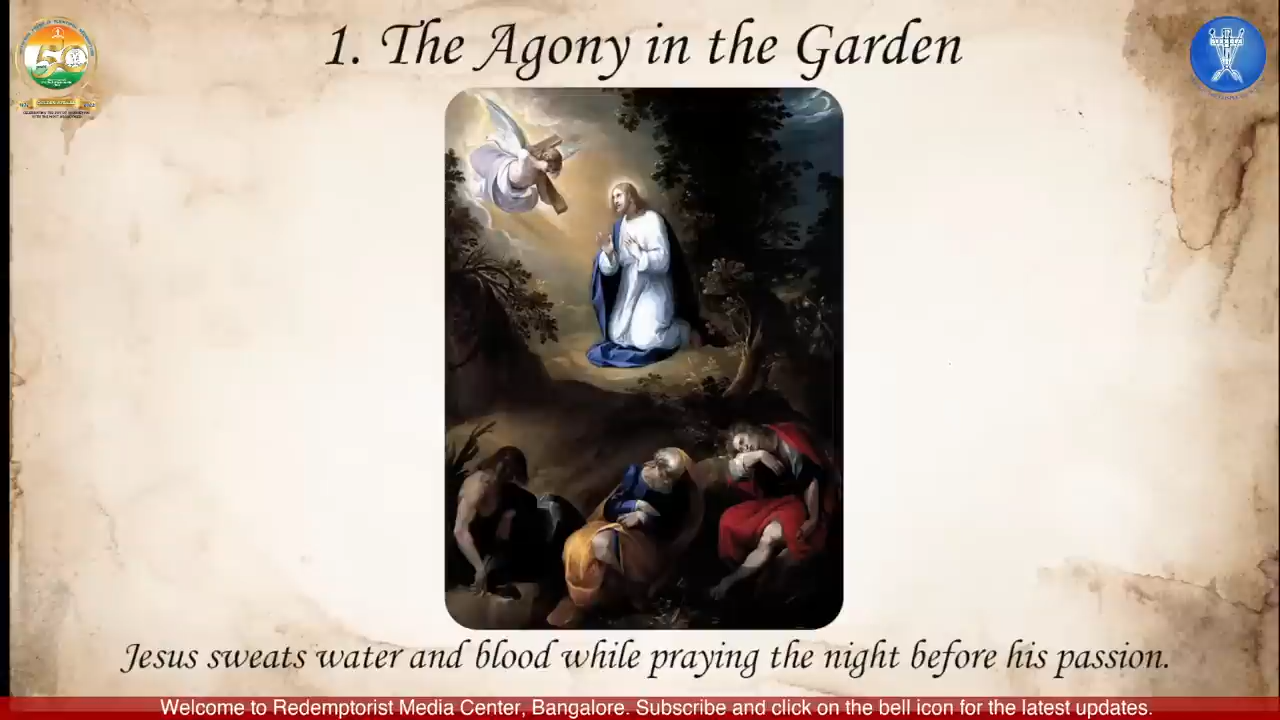 1. The Agony in the Garden
50
Jesus sweats water and blood while praying the night before his passion.
Welcome to Redemptorist Media Center, Bangalore. Subscribe and click on the bell icon for the latest updates.